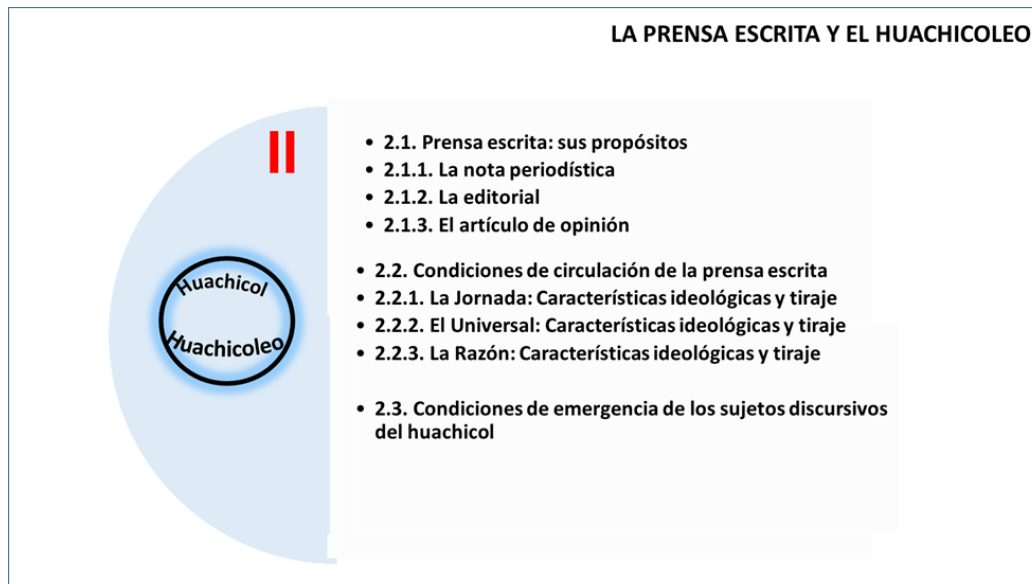 LA PRENSA ESCRITA Y EL HUACHICOLEO
II
• 2.1. Prensa escrita: sus propósitos
• 2.1.1. La nota periodística
• 2.1.2. La editorial
• 2.1.3. El artículo de opinión
• 2.2. Condiciones de circulación de la prensa escrita
• 2.2.1. La Jornada: Características ideológicas y tiraje
• 2.2.2. El Universal: Características ideológicas y tiraje
• 2.2.3. La Razón: Características ideológicas y tiraje
• 2.3. Condiciones de emergencia de los sujetos discursivos
del huachicol
Huachicol
Huachicoleo